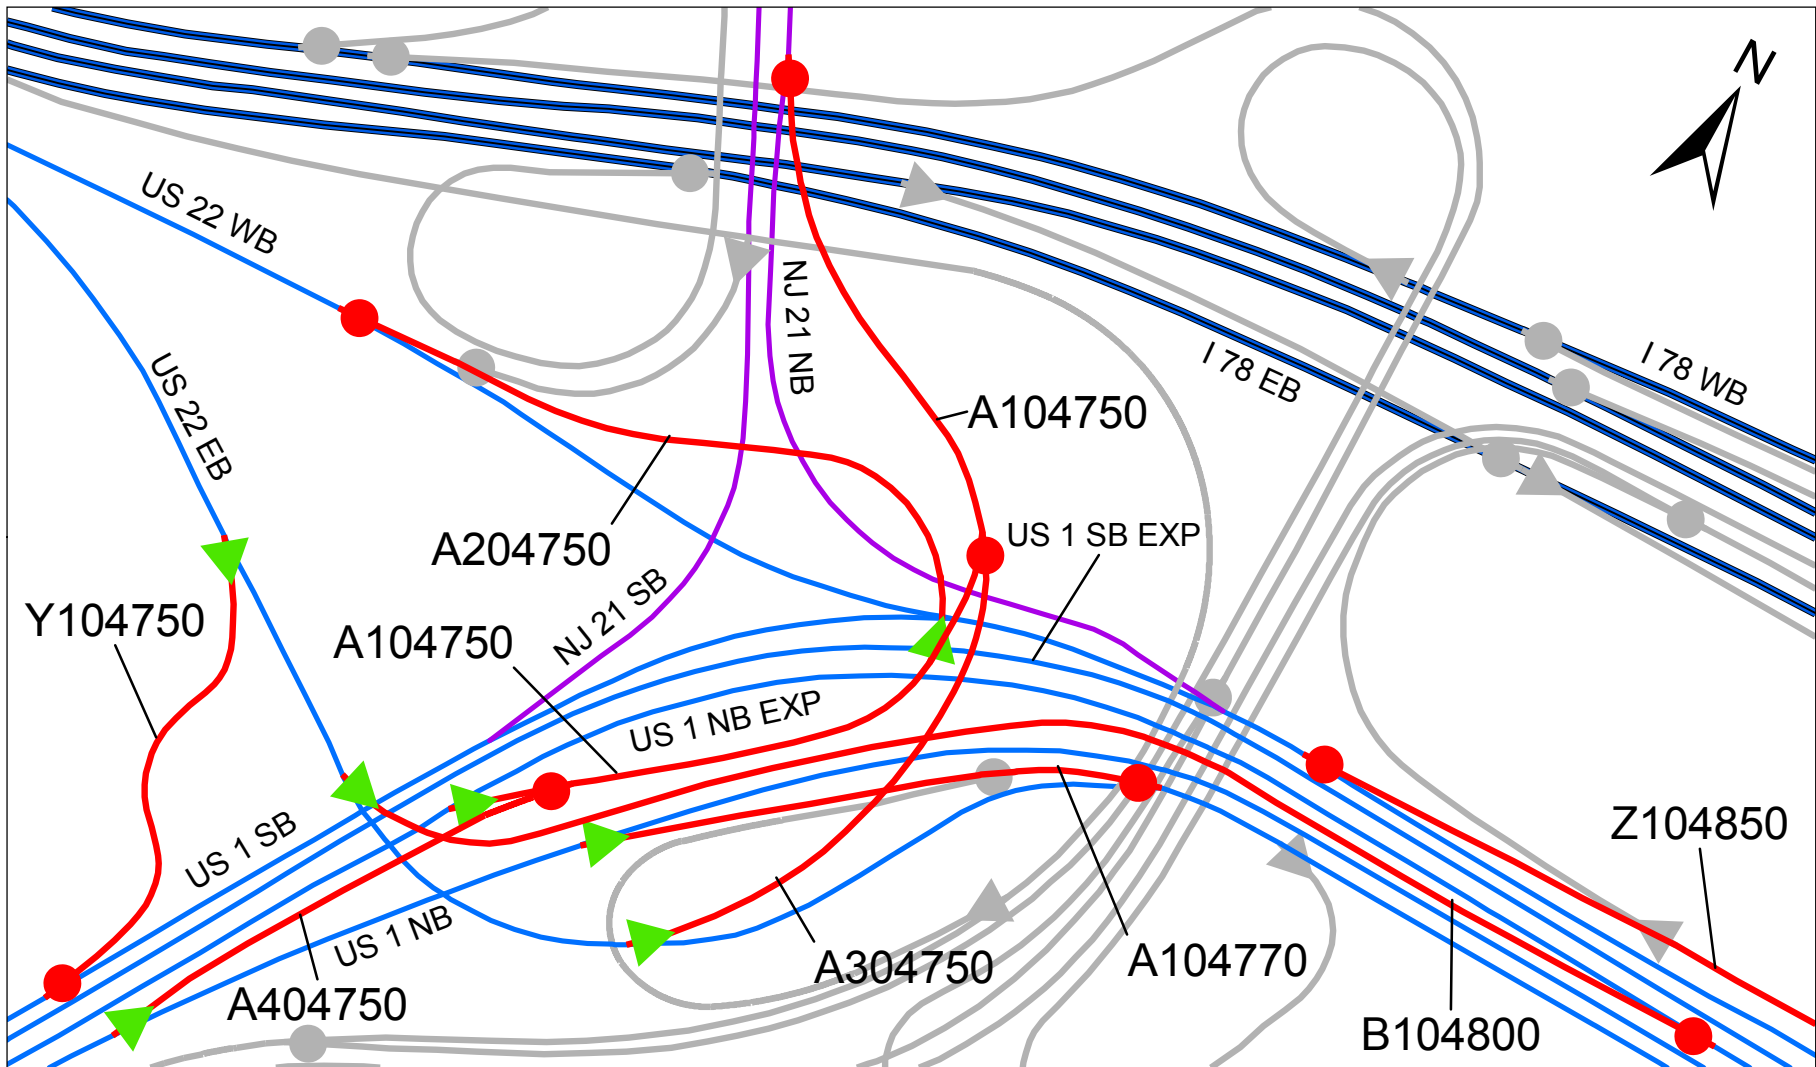 N
US 22 WB
NJ 21 NB
I 78 EB
I 78 WB
US 22 EB
A104750
US 1 SB EXP
A204750
Y104750
A104750
NJ 21 SB
US 1 NB EXP
Z104850
US 1 SB
US 1 NB
A304750
A104770
A404750
B104800